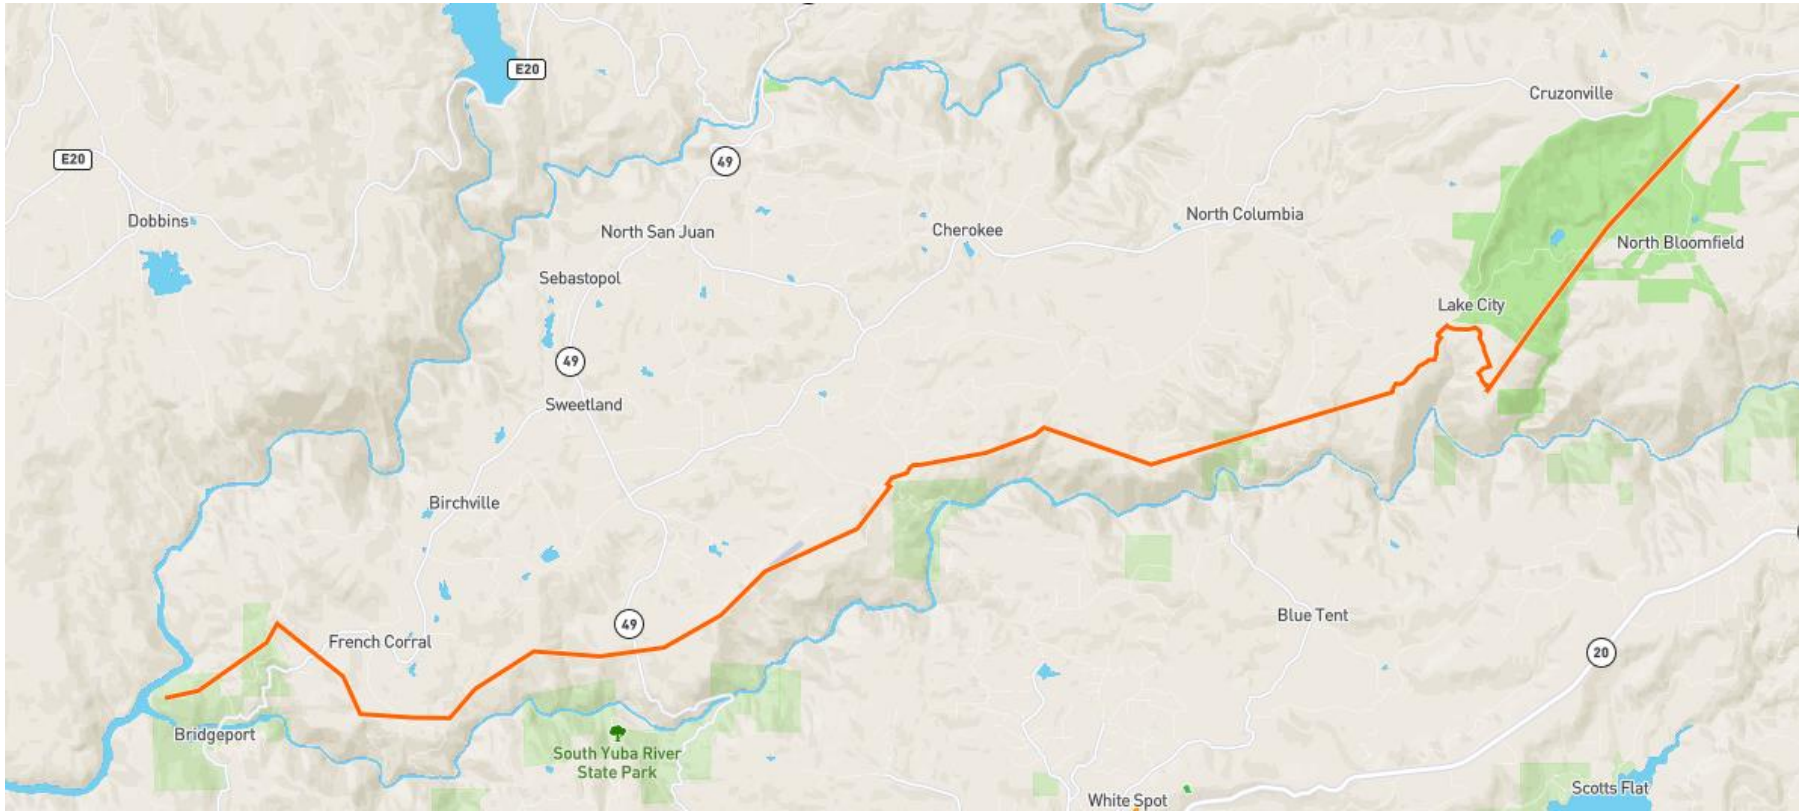 E20
Cruzonville
E20
49
Dobbins
North Columbia
North San Juan
Cherokee
North Bloomfield
Sebastopol
Lake City
49
Sweetland
Birchville
Blue Tent
49
French Corral
20
Bridgeport
South Yuba River
State Park
Scotts Flat
White Spot